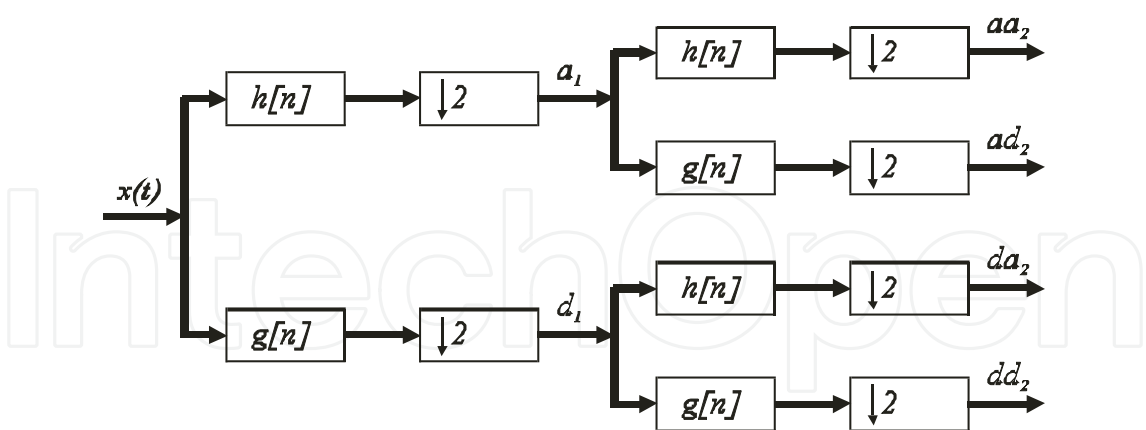 aa₂
h[n] ↓2
a₁
h[n] ↓2
ad₂
g[n] ↓2
x(t)
da₂
h[n] ↓2
d₁
g[n] ↓2
dd₂
g[n] ↓2
IntechOpen